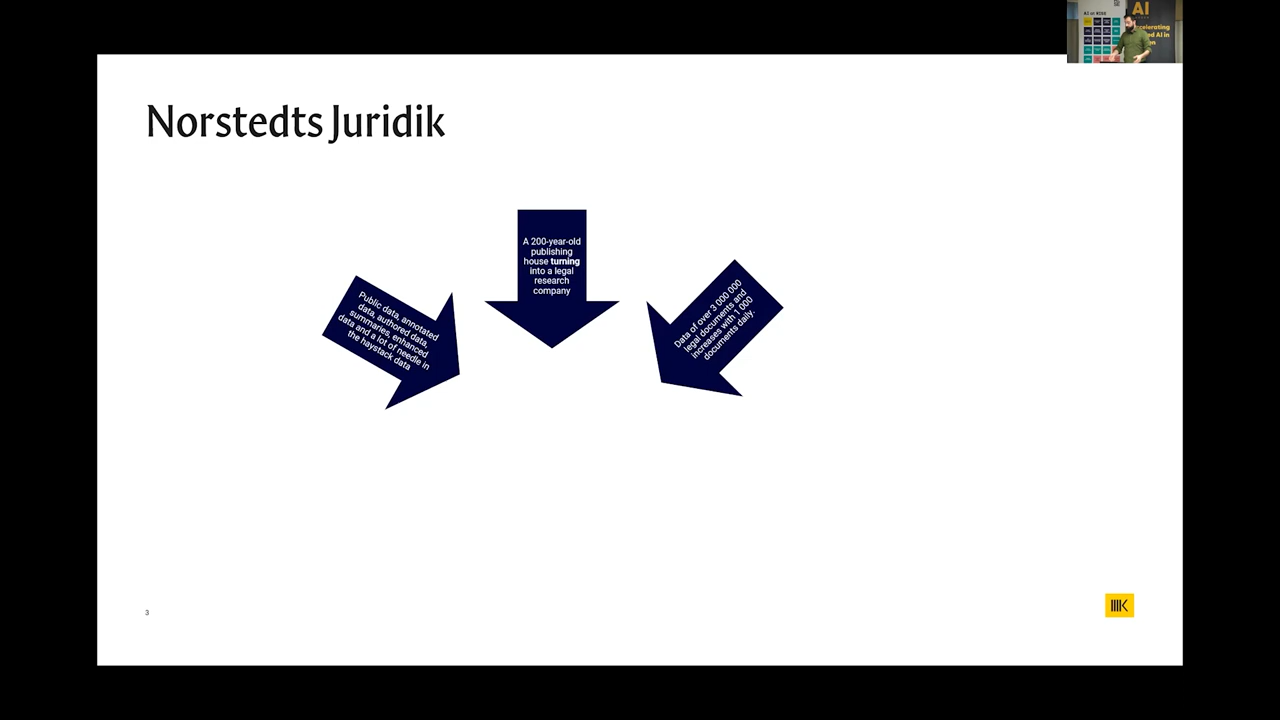 Norstedts Juridik
A 200-year-old
publishing
house turning
into a legal
research
company
Public data, annotated
data, authored data,
summaries, enhanced
data and a lot of needle in
the haystack data
Data of over 3 000 000
legal documents and
increases with 1 000
documents daily.
3
K
AI